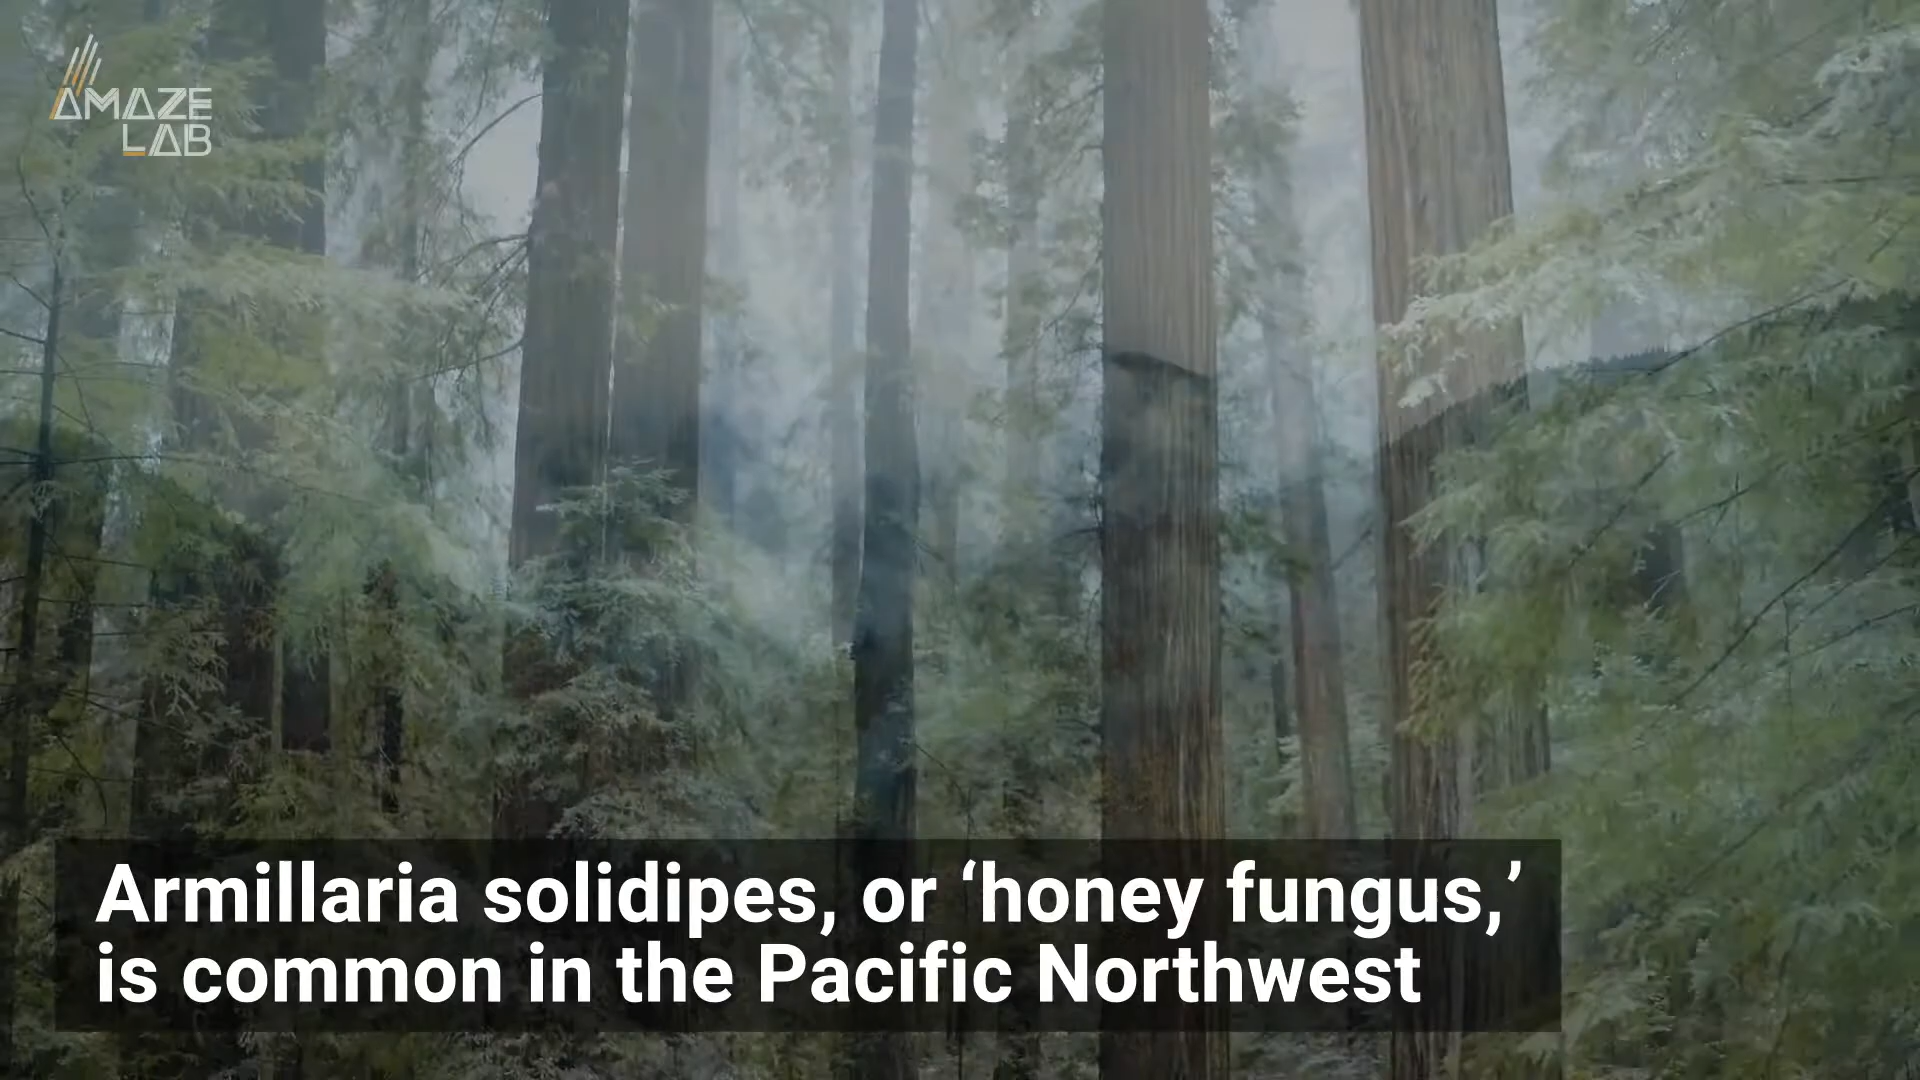 AMAZE
LAB
Armillaria solidipes, or ‘honey fungus,’
is common in the Pacific Northwest